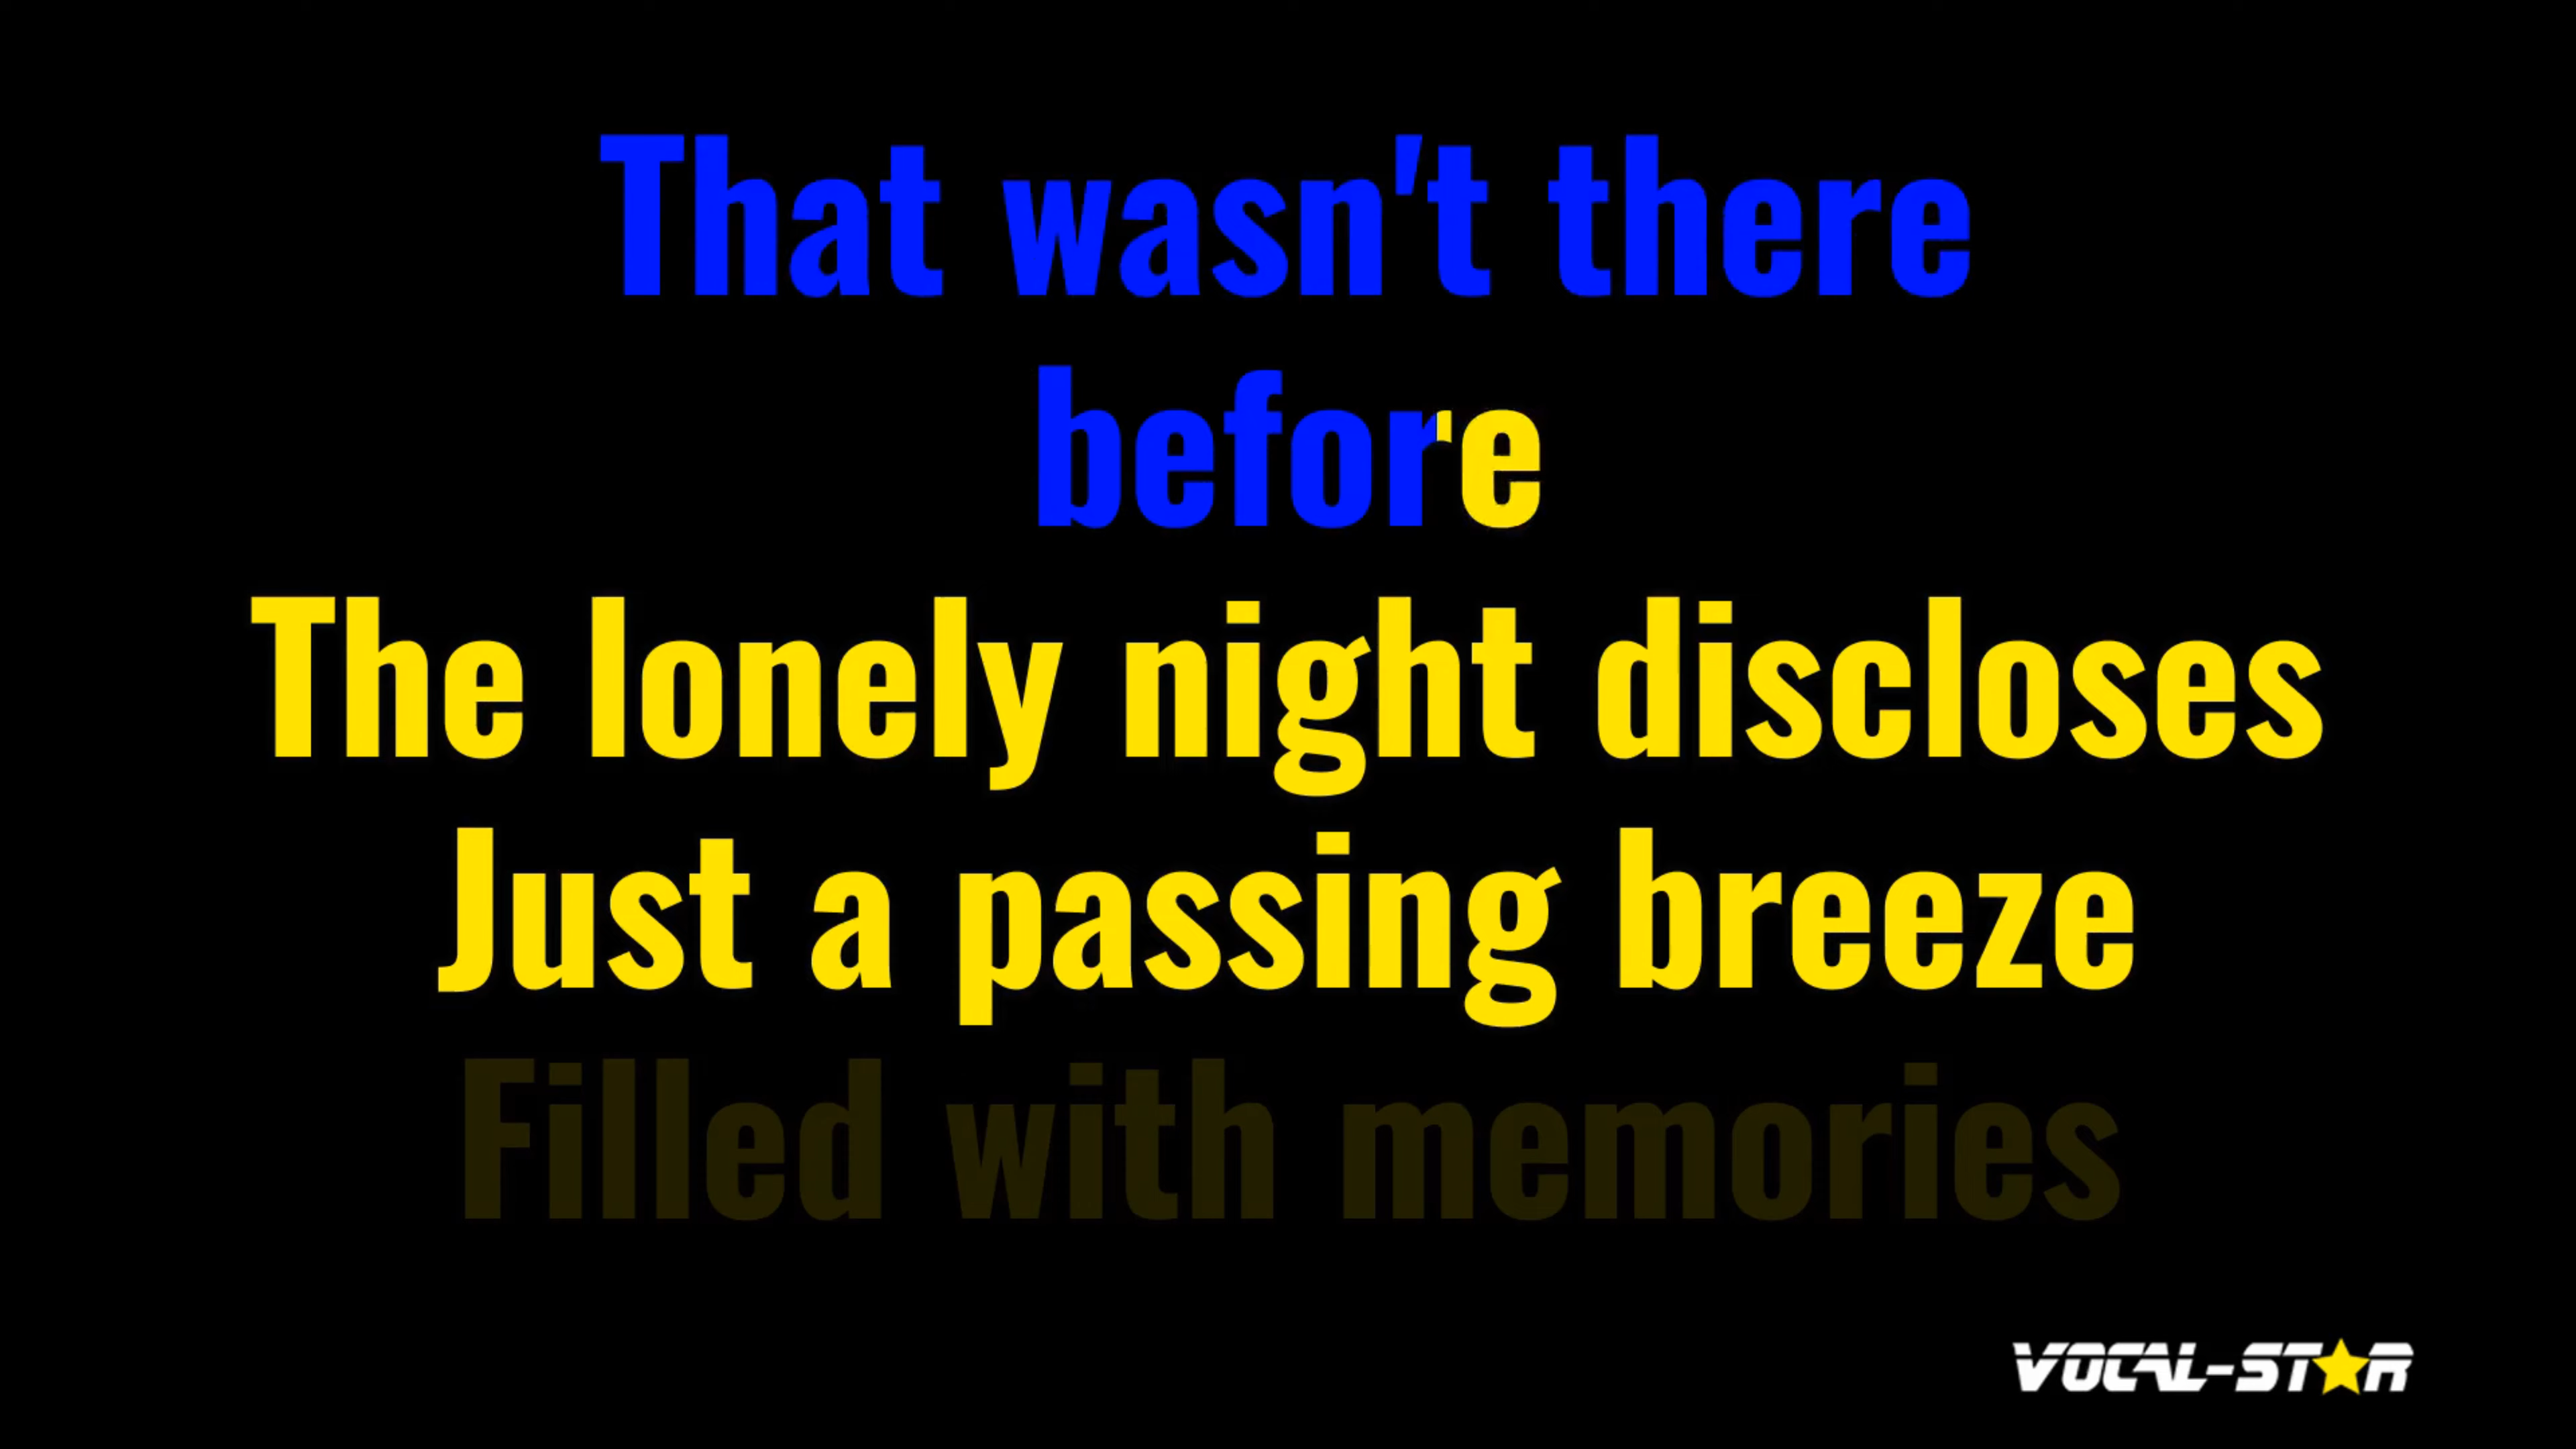 That wasn't there
before
The lonely night discloses
Just a passing breeze
Filled with memories
VOCAL-STAR